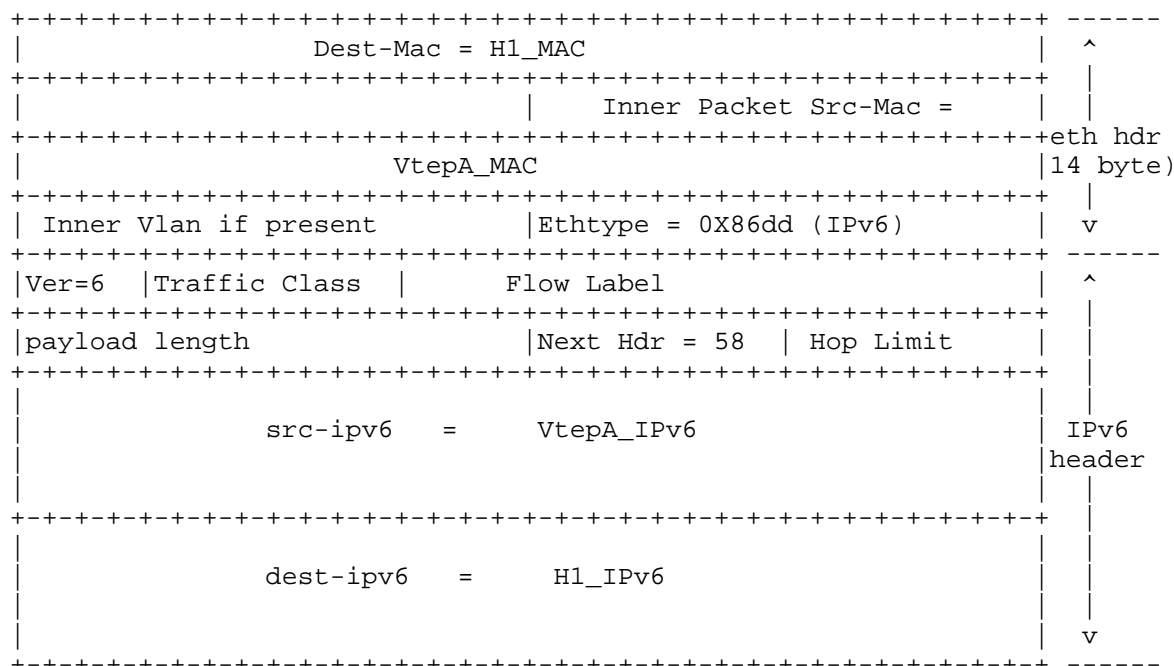 +-+-+-+-+-+-+-+-+-+-+-+-+-+-+-+-+-+-+-+-+-+-+-+-+-+-+-+-+-+-+-+-+ ------
|                  Dest-Mac = H1_MAC                            |  ^
+-+-+-+-+-+-+-+-+-+-+-+-+-+-+-+-+-+-+-+-+-+-+-+-+-+-+-+-+-+-+-+-+  |
|                               |    Inner Packet Src-Mac =     |  |
+-+-+-+-+-+-+-+-+-+-+-+-+-+-+-+-+-+-+-+-+-+-+-+-+-+-+-+-+-+-+-+-+eth hdr
|                       VtepA_MAC                               |14 byte)
+-+-+-+-+-+-+-+-+-+-+-+-+-+-+-+-+-+-+-+-+-+-+-+-+-+-+-+-+-+-+-+-+  |
| Inner Vlan if present         |Ethtype = 0X86dd (IPv6)        |  v
+-+-+-+-+-+-+-+-+-+-+-+-+-+-+-+-+-+-+-+-+-+-+-+-+-+-+-+-+-+-+-+-+ ------
|Ver=6  |Traffic Class  |      Flow Label                       |  ^
+-+-+-+-+-+-+-+-+-+-+-+-+-+-+-+-+-+-+-+-+-+-+-+-+-+-+-+-+-+-+-+-+  |
|payload length                 |Next Hdr = 58  | Hop Limit     |  |
+-+-+-+-+-+-+-+-+-+-+-+-+-+-+-+-+-+-+-+-+-+-+-+-+-+-+-+-+-+-+-+-+  |
|                                                               |  |
|               src-ipv6   =    VtepA_IPv6                      | IPv6
|                                                               |header
|                                                               |  |
+-+-+-+-+-+-+-+-+-+-+-+-+-+-+-+-+-+-+-+-+-+-+-+-+-+-+-+-+-+-+-+-+  |
|                                                               |  |
|               dest-ipv6   =     H1_IPv6                       |  |
|                                                               |  |
|                                                               |  v
+-+-+-+-+-+-+-+-+-+-+-+-+-+-+-+-+-+-+-+-+-+-+-+-+-+-+-+-+-+-+-+-+ ------